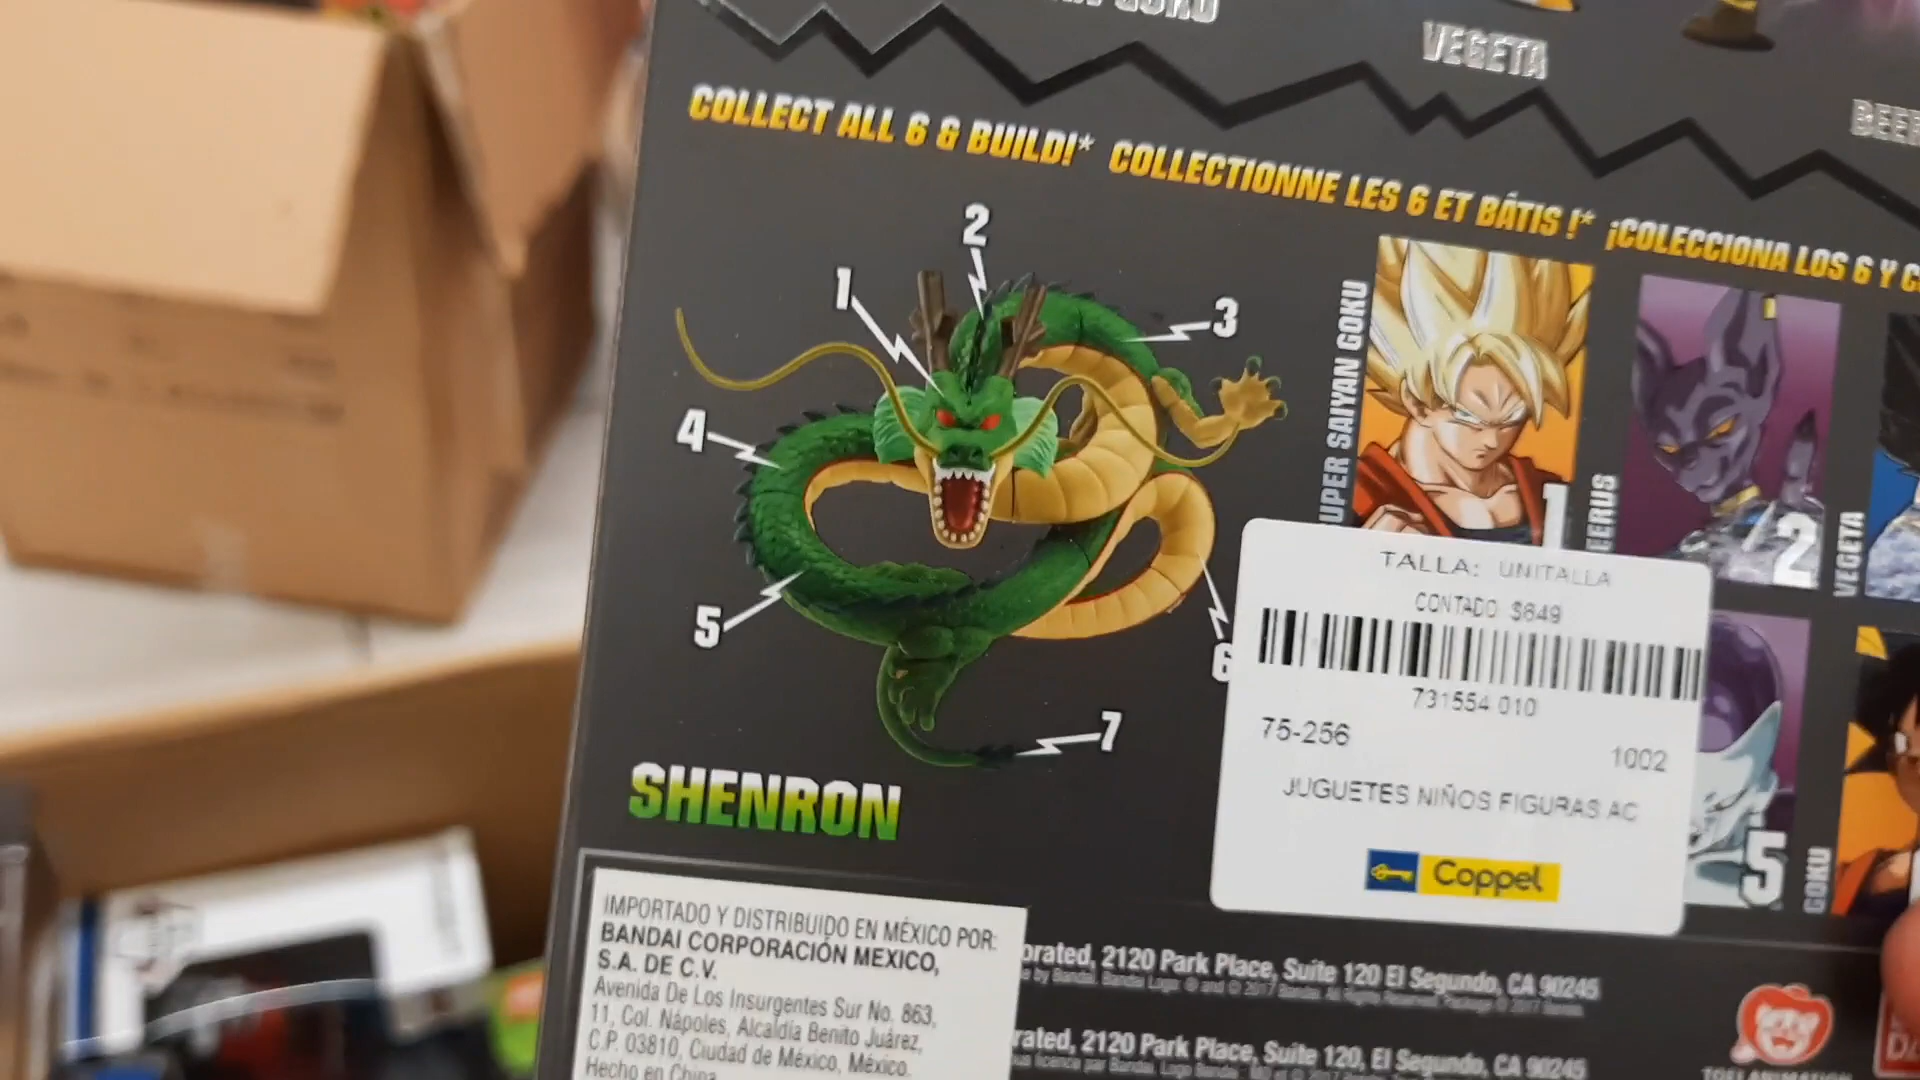 GOKU
VEGETA
COLLECT ALL 6 & BUILD!* COLLECTIONNE LES 6 ET BÂTIS !* ¡COLECCIONA LOS 6 Y
1
2
3
4
5
6
7
SHENRON
SUPER SAIYAN GOKU
1
BEERUS
2
VEGETA
5
GOKU
TALLA: UNITALLA
CONTADO $649
731554 010
75-256
1002
JUGUETES NIÑOS FIGURAS AC
Coppel
IMPORTADO Y DISTRIBUIDO EN MÉXICO POR:
BANDAI CORPORACIÓN MEXICO,
S.A. DE C.V.
Avenida De Los Insurgentes Sur No. 863,
11, Col. Nápoles, Alcaldía Benito Juárez,
C.P. 03810, Ciudad de México, México.
Hecho en China
orated, 2120 Park Place, Suite 120 El Segundo, CA 90245
rated, 2120 Park Place, Suite 120, El Segundo, CA 90245
TOEI ANIMATION